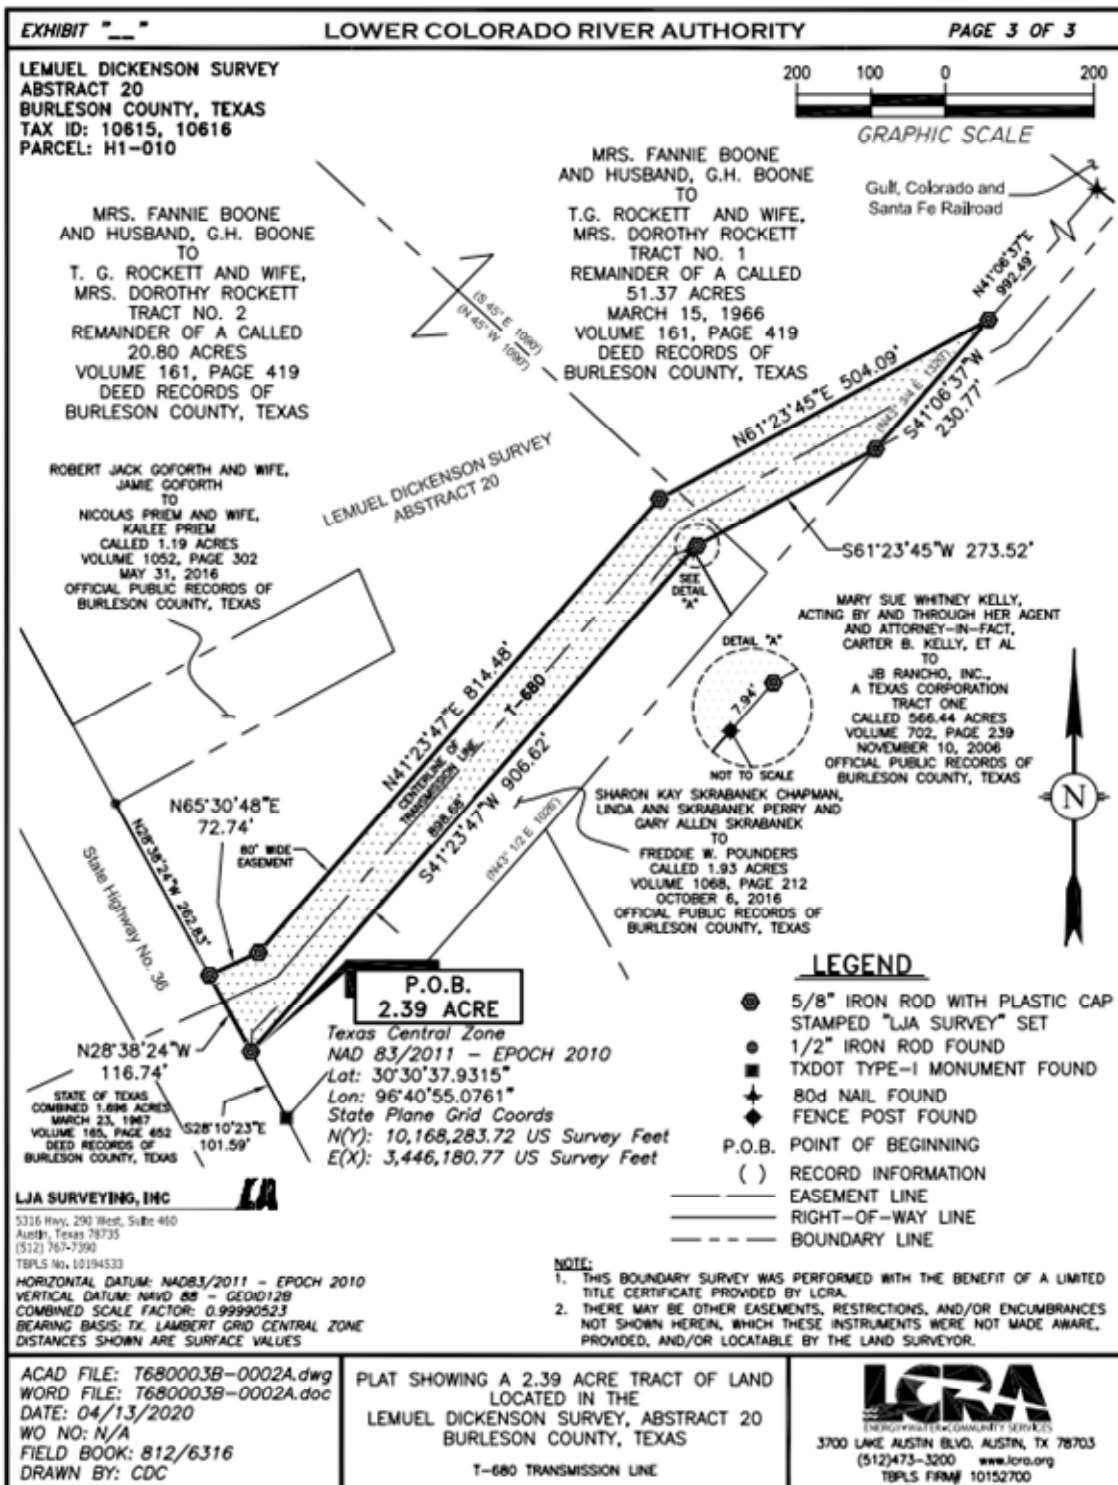 EXHIBIT "__"
LOWER COLORADO RIVER AUTHORITY
PAGE 3 OF 3
LEMUEL DICKENSON SURVEY
ABSTRACT 20
BURLESON COUNTY, TEXAS
TAX ID: 10615, 10616
PARCEL: H1-010
200 100 0 200
GRAPHIC SCALE
MRS. FANNIE BOONE
AND HUSBAND, G.H. BOONE
TO
T. G. ROCKETT AND WIFE,
MRS. DOROTHY ROCKETT
TRACT NO. 2
REMAINDER OF A CALLED
20.80 ACRES
VOLUME 161, PAGE 419
DEED RECORDS OF
BURLESON COUNTY, TEXAS
MRS. FANNIE BOONE
AND HUSBAND, G.H. BOONE
TO
T.G. ROCKETT AND WIFE,
MRS. DOROTHY ROCKETT
TRACT NO. 1
REMAINDER OF A CALLED
51.37 ACRES
MARCH 15, 1966
VOLUME 161, PAGE 419
DEED RECORDS OF
BURLESON COUNTY, TEXAS
Gulf, Colorado and
Santa Fe Railroad
N41°06'37"E
992.49'
(S 45° E 1090')
(N 45° W 1090')
N61°23'45"E 504.09'
(N43° 3/4 E 1320')
S41°06'37"W
230.77'
ROBERT JACK GOFORTH AND WIFE,
JAMIE GOFORTH
TO
NICOLAS PRIEM AND WIFE,
KAILEE PRIEM
CALLED 1.19 ACRES
VOLUME 1052, PAGE 302
MAY 31, 2016
OFFICIAL PUBLIC RECORDS OF
BURLESON COUNTY, TEXAS
LEMUEL DICKENSON SURVEY
ABSTRACT 20
S61°23'45"W 273.52'
SEE
DETAIL
"A"
MARY SUE WHITNEY KELLY,
ACTING BY AND THROUGH HER AGENT
AND ATTORNEY-IN-FACT,
CARTER B. KELLY, ET AL
TO
JB RANCHO, INC.,
A TEXAS CORPORATION
TRACT ONE
CALLED 566.44 ACRES
VOLUME 702, PAGE 239
NOVEMBER 10, 2006
OFFICIAL PUBLIC RECORDS OF
BURLESON COUNTY, TEXAS
DETAIL "A"
7.94'
NOT TO SCALE
N41°23'47"E 814.48'
T-680
CENTERLINE OF
TRANSMISSION LINE
898.68'
S41°23'47"W 906.62'
(N43° 1/2 E 1026')
SHARON KAY SKRABANEK CHAPMAN,
LINDA ANN SKRABANEK PERRY AND
GARY ALLEN SKRABANEK
TO
FREDDIE W. POUNDERS
CALLED 1.93 ACRES
VOLUME 1068, PAGE 212
OCTOBER 6, 2016
OFFICIAL PUBLIC RECORDS OF
BURLESON COUNTY, TEXAS
N
N65°30'48"E
72.74'
80' WIDE
EASEMENT
N28°38'24"W 262.83'
State Highway No. 36
P.O.B.
2.39 ACRE
N28°38'24"W
116.74'
Texas Central Zone
NAD 83/2011 - EPOCH 2010
Lat: 30°30'37.9315"
Lon: 96°40'55.0761"
State Plane Grid Coords
N(Y): 10,168,283.72 US Survey Feet
E(X): 3,446,180.77 US Survey Feet
STATE OF TEXAS
COMBINED 1.696 ACRES
MARCH 23, 1967
VOLUME 165, PAGE 652
DEED RECORDS OF
BURLESON COUNTY, TEXAS
S28°10'23"E
101.59'
LEGEND
5/8" IRON ROD WITH PLASTIC CAP
STAMPED "LJA SURVEY" SET
1/2" IRON ROD FOUND
TXDOT TYPE-I MONUMENT FOUND
80d NAIL FOUND
FENCE POST FOUND
P.O.B. POINT OF BEGINNING
( ) RECORD INFORMATION
EASEMENT LINE
RIGHT-OF-WAY LINE
BOUNDARY LINE
LJA SURVEYING, INC
5316 Hwy. 290 West, Suite 460
Austin, Texas 78735
(512) 767-7390
TBPLS No. 10194533
HORIZONTAL DATUM: NAD83/2011 - EPOCH 2010
VERTICAL DATUM: NAVD 88 - GEOID12B
COMBINED SCALE FACTOR: 0.99990523
BEARING BASIS: TX. LAMBERT GRID CENTRAL ZONE
DISTANCES SHOWN ARE SURFACE VALUES
NOTE:
1. THIS BOUNDARY SURVEY WAS PERFORMED WITH THE BENEFIT OF A LIMITED
TITLE CERTIFICATE PROVIDED BY LCRA.
2. THERE MAY BE OTHER EASEMENTS, RESTRICTIONS, AND/OR ENCUMBRANCES
NOT SHOWN HEREIN, WHICH THESE INSTRUMENTS WERE NOT MADE AWARE,
PROVIDED, AND/OR LOCATABLE BY THE LAND SURVEYOR.
ACAD FILE: T680003B-0002A.dwg
WORD FILE: T680003B-0002A.doc
DATE: 04/13/2020
WO NO: N/A
FIELD BOOK: 812/6316
DRAWN BY: CDC
PLAT SHOWING A 2.39 ACRE TRACT OF LAND
LOCATED IN THE
LEMUEL DICKENSON SURVEY, ABSTRACT 20
BURLESON COUNTY, TEXAS
T-680 TRANSMISSION LINE
LCRA
ENERGY•WATER•COMMUNITY SERVICES
3700 LAKE AUSTIN BLVD. AUSTIN, TX 78703
(512)473-3200 www.lcra.org
TBPLS FIRM# 10152700